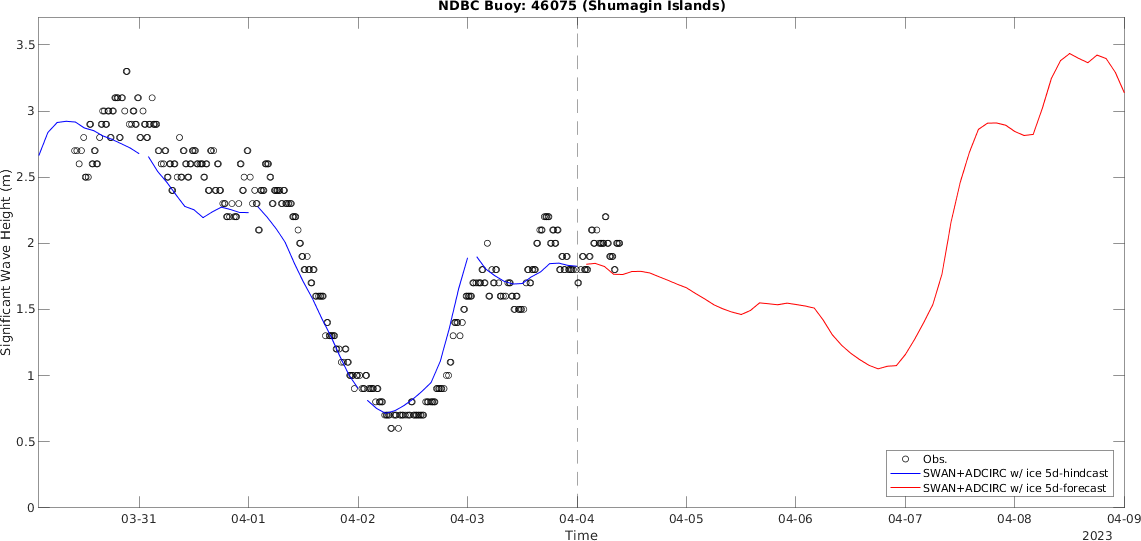 NDBC Buoy: 46075 (Shumagin Islands)
3.5
3
2.5
2
1.5
1
0.5
0
Significant Wave Height (m)
Obs.
SWAN+ADCIRC w/ ice 5d-hindcast
SWAN+ADCIRC w/ ice 5d-forecast
03-31 04-01 04-02 04-03 04-04 04-05 04-06 04-07 04-08 04-09
Time
2023